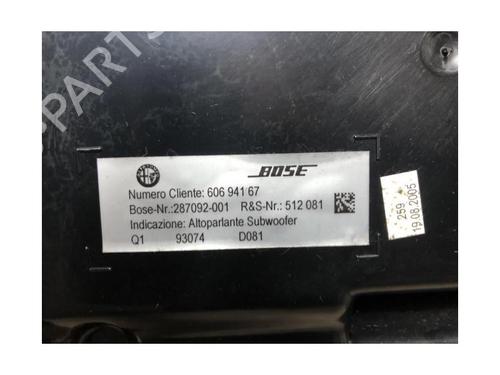 BOSE
Numero Cliente: 606 941 67
Bose-Nr.:287092-001 R&S-Nr.: 512 081
Indicazione: Altoparlante Subwoofer
Q1 93074 D081
259
19.08.2005